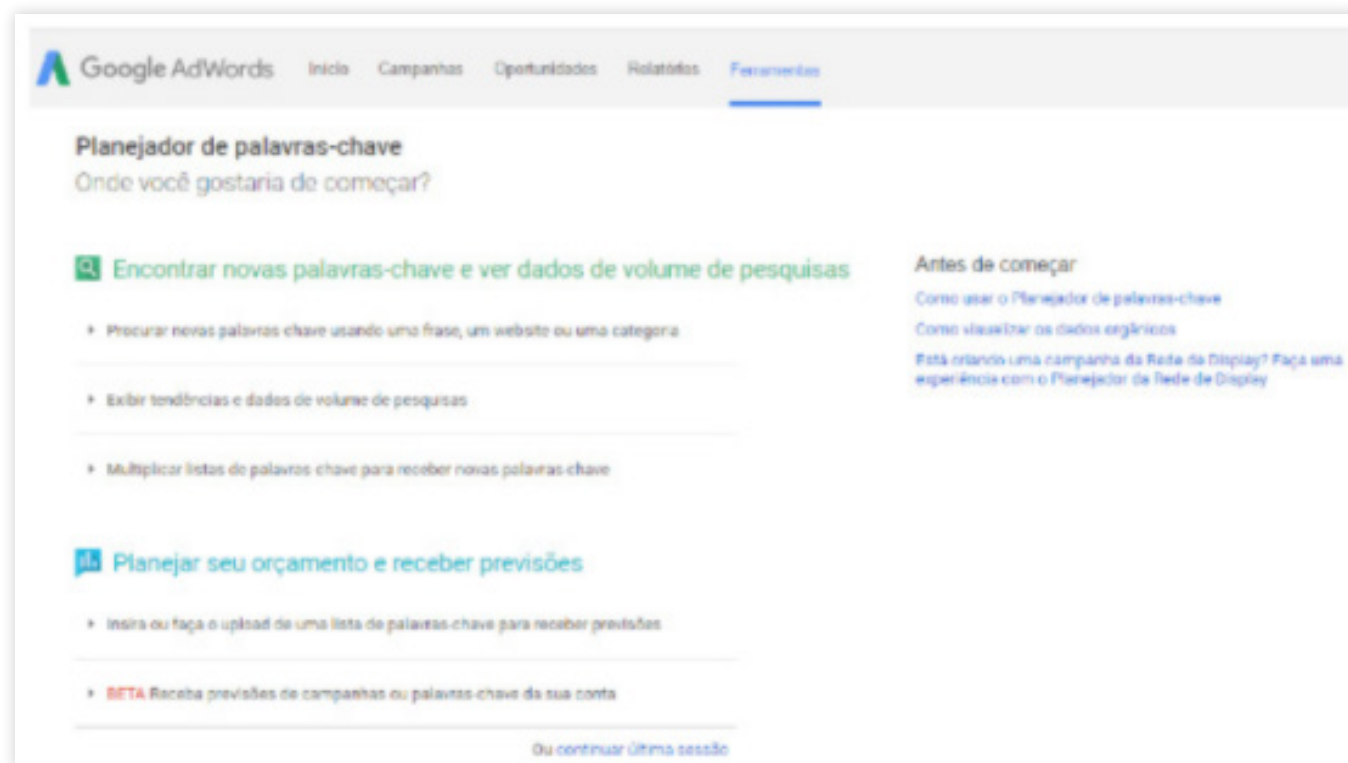 Google AdWords Início Campanhas Oportunidades Relatórios Ferramentas
Planejador de palavras-chave
Onde você gostaria de começar?
Encontrar novas palavras-chave e ver dados de volume de pesquisas
Procurar novas palavras-chave usando uma frase, um website ou uma categoria
Exibir tendências e dados de volume de pesquisas
Multiplicar listas de palavras-chave para receber novas palavras-chave
Planejar seu orçamento e receber previsões
Insira ou faça o upload de uma lista de palavras-chave para receber previsões
BETA Receba previsões de campanhas ou palavras-chave da sua conta
Ou continuar última sessão
Antes de começar
Como usar o Planejador de palavras-chave
Como visualizar os dados orgânicos
Está criando uma campanha da Rede de Display? Faça uma
experiência com o Planejador da Rede de Display